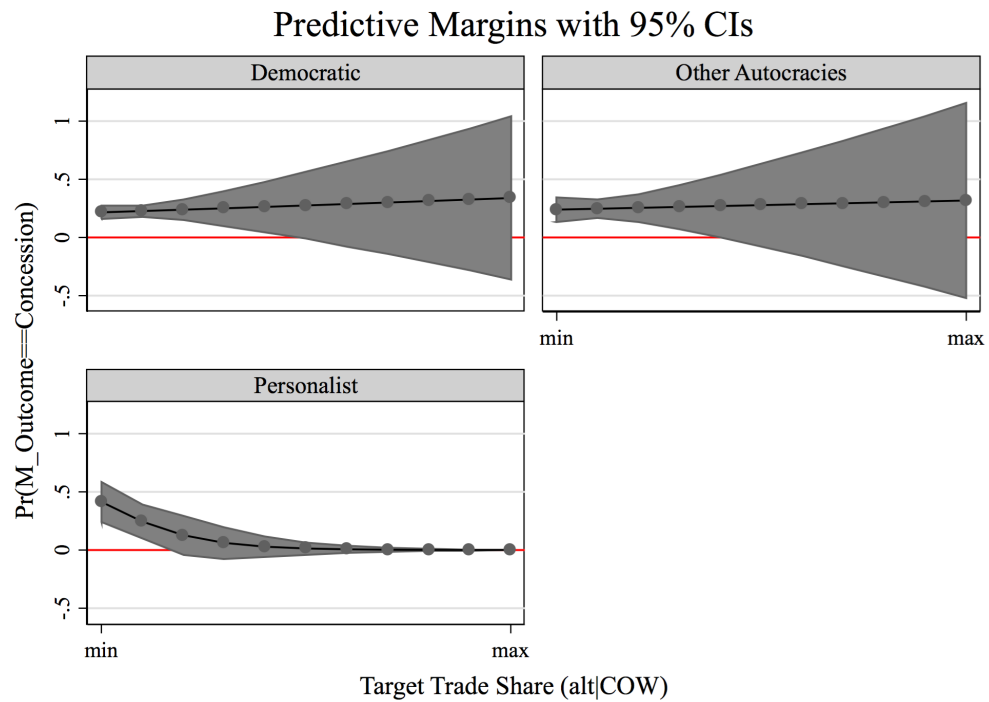 Predictive Margins with 95% CIs
Democratic
Other Autocracies
1
.5
0
-.5
min
max
Personalist
1
.5
0
-.5
min
max
Pr(M_Outcome==Concession)
Target Trade Share (alt|COW)